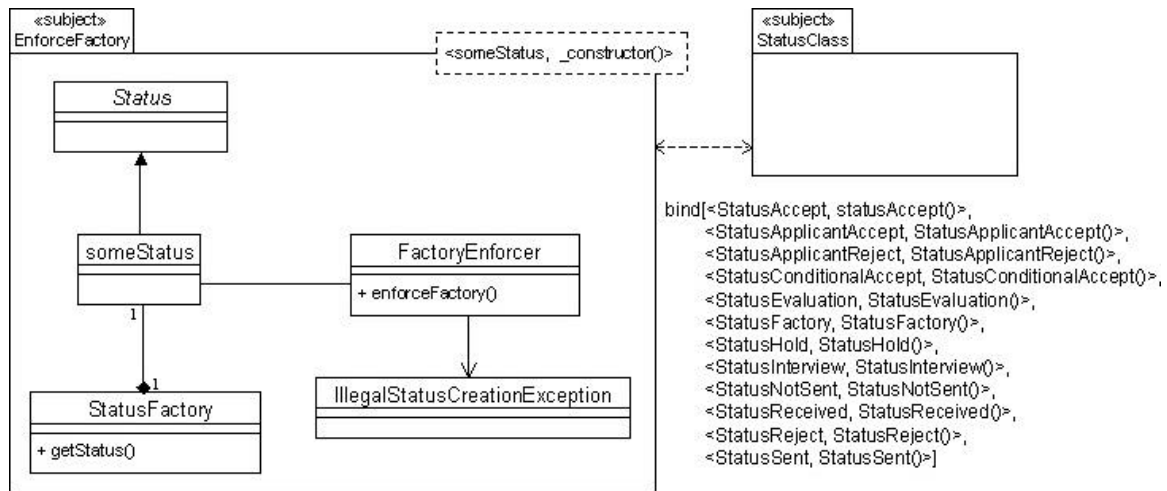 «subject»
EnforceFactory
<someStatus, _constructor()>
«subject»
StatusClass
Status
someStatus
FactoryEnforcer
+ enforceFactory()
1
1
StatusFactory
+ getStatus()
IllegalStatusCreationException
bind[<StatusAccept, statusAccept()>,
<StatusApplicantAccept, StatusApplicantAccept()>,
<StatusApplicantReject, StatusApplicantReject()>,
<StatusConditionalAccept, StatusConditionalAccept()>,
<StatusEvaluation, StatusEvaluation()>,
<StatusFactory, StatusFactory()>,
<StatusHold, StatusHold()>,
<StatusInterview, StatusInterview()>,
<StatusNotSent, StatusNotSent()>,
<StatusReceived, StatusReceived()>,
<StatusReject, StatusReject()>,
<StatusSent, StatusSent()>]